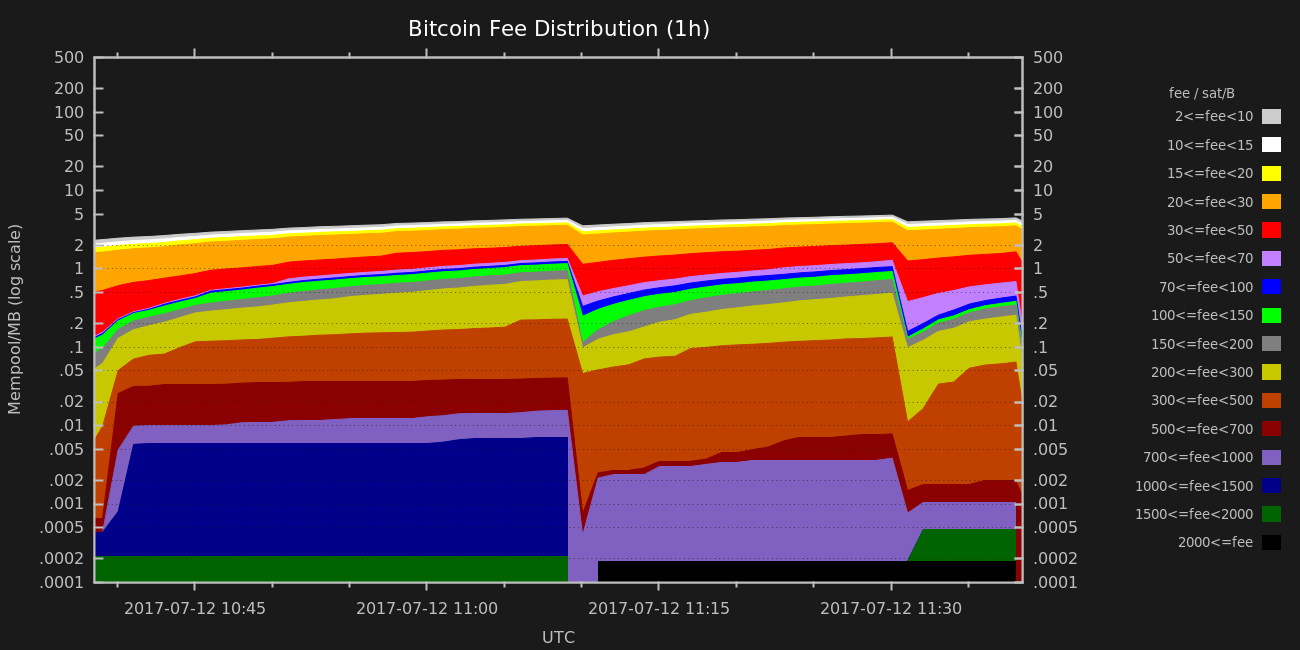 Bitcoin Fee Distribution (1h)
500 500
200 200
100 100
50 50
20 20
10 10
5 5
2 2
1 1
.5 .5
.2 .2
.1 .1
.05 .05
.02 .02
.01 .01
.005 .005
.002 .002
.001 .001
.0005 .0005
.0002 .0002
.0001 .0001
Mempool/MB (log scale)
2017-07-12 10:45 2017-07-12 11:00 2017-07-12 11:15 2017-07-12 11:30
UTC
fee / sat/B
2<=fee<10
10<=fee<15
15<=fee<20
20<=fee<30
30<=fee<50
50<=fee<70
70<=fee<100
100<=fee<150
150<=fee<200
200<=fee<300
300<=fee<500
500<=fee<700
700<=fee<1000
1000<=fee<1500
1500<=fee<2000
2000<=fee